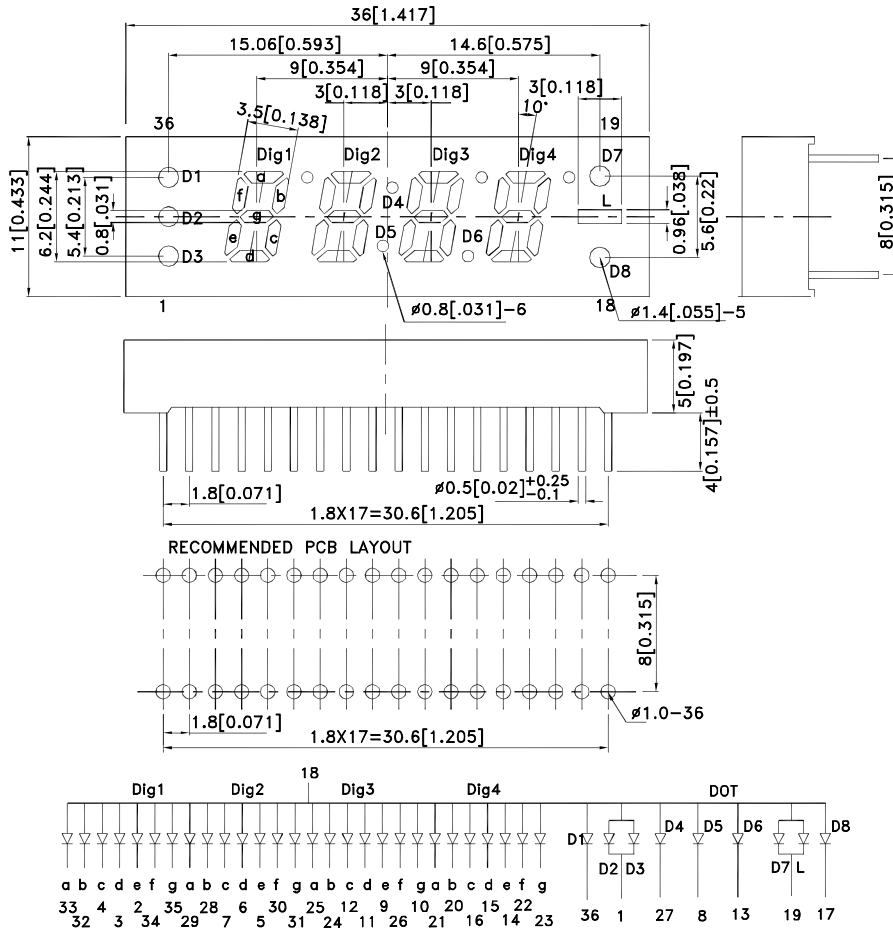 36[1.417]
15.06[0.593] 14.6[0.575]
9[0.354] 9[0.354]
3[0.118] 3[0.118] 3[0.118]
3.5[0.138] 10°
36 19
Dig1 Dig2 Dig3 Dig4
D1 a D7
f b D4 L
D2 g
e c D5 D6
D3 d D8
1 18
11[0.433]
6.2[0.244]
5.4[0.213]
0.8[.031]
0.96[.038]
5.6[0.22]
8[0.315]
ø0.8[.031]-6 ø1.4[.055]-5
5[0.197]
4[0.157]±0.5
1.8[0.071] ø0.5[0.02]+0.25 -0.1
1.8X17=30.6[1.205]
RECOMMENDED PCB LAYOUT
8[0.315]
1.8[0.071] ø1.0-36
1.8X17=30.6[1.205]
18
Dig1 Dig2 Dig3 Dig4 DOT
D1 D4 D5 D6 D8
D2 D3 D7 L
a b c d e f g a b c d e f g a b c d e f g a b c d e f g
33 4 2 35 28 6 30 25 12 9 10 20 15 22 36 1 27 8 13 19 17
32 3 34 29 7 5 31 24 11 26 21 16 14 23